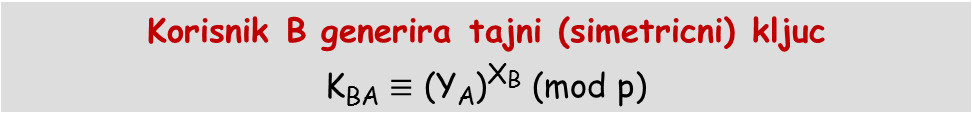 Korisnik B generira tajni (simetricni) kljuc
K_BA ≡ (Y_A)^X_B (mod p)